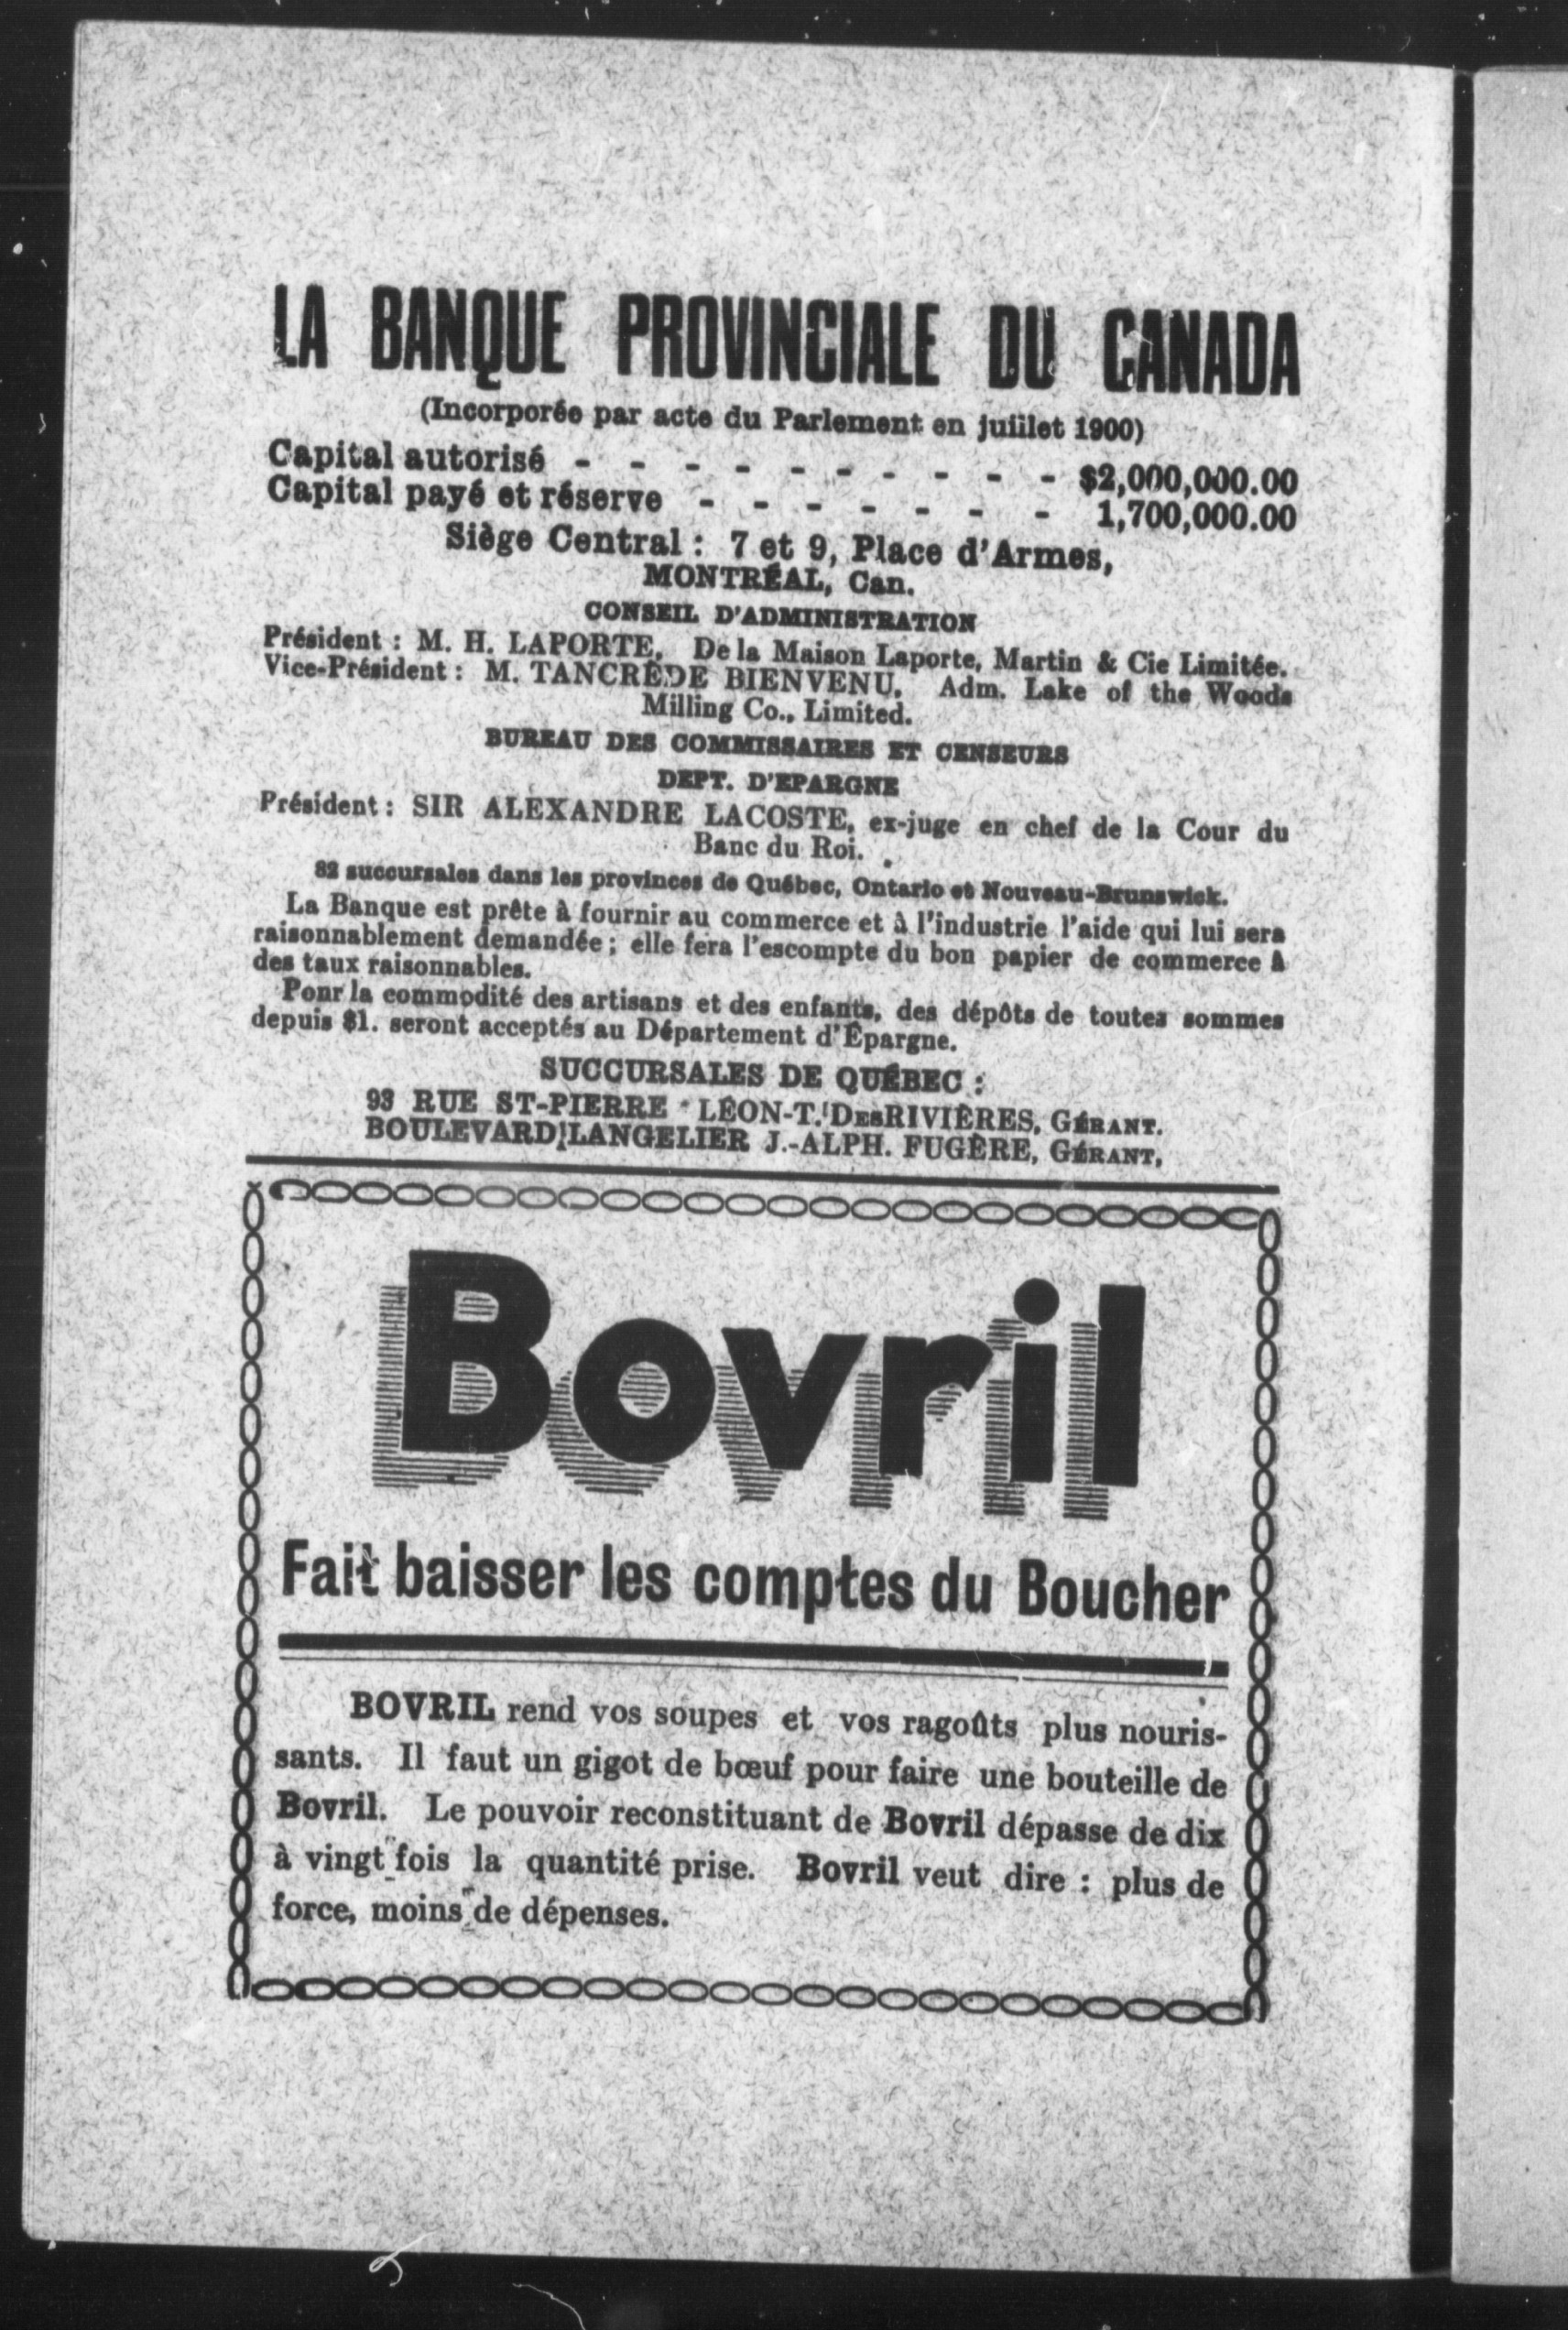 LA BANQUE PROVINCIALE DU CANADA
(Incorporée par acte du Parlement en juillet 1900)
Capital autorisé - - - - - - - - - - $2,000,000.00
Capital payé et réserve - - - - - - - 1,700,000.00
Siège Central : 7 et 9, Place d'Armes,
MONTRÉAL, Can.
CONSEIL D'ADMINISTRATION
Président : M. H. LAPORTE, De la Maison Laporte, Martin & Cie Limitée.
Vice-Président : M. TANCRÈDE BIENVENU, Adm. Lake of the Woods
Milling Co., Limited.
BUREAU DES COMMISSAIRES ET CENSEURS
DEPT. D'EPARGNE
Président : SIR ALEXANDRE LACOSTE, ex-juge en chef de la Cour du
Banc du Roi.
82 succursales dans les provinces de Québec, Ontario et Nouveau-Brunswick.
La Banque est prête à fournir au commerce et à l'industrie l'aide qui lui sera
raisonnablement demandée ; elle fera l'escompte du bon papier de commerce à
des taux raisonnables.
Ponr la commodité des artisans et des enfants, des dépôts de toutes sommes
depuis $1. seront acceptés au Département d'Épargne.
SUCCURSALES DE QUÉBEC :
93 RUE ST-PIERRE · LÉON-T. DESRIVIÈRES, GÉRANT.
BOULEVARD LANGELIER J.-ALPH. FUGÈRE, GÉRANT,
Bovril
Fait baisser les comptes du Boucher
BOVRIL rend vos soupes et vos ragoûts plus nouris-
sants. Il faut un gigot de bœuf pour faire une bouteille de
Bovril. Le pouvoir reconstituant de Bovril dépasse de dix
à vingt fois la quantité prise. Bovril veut dire : plus de
force, moins de dépenses.